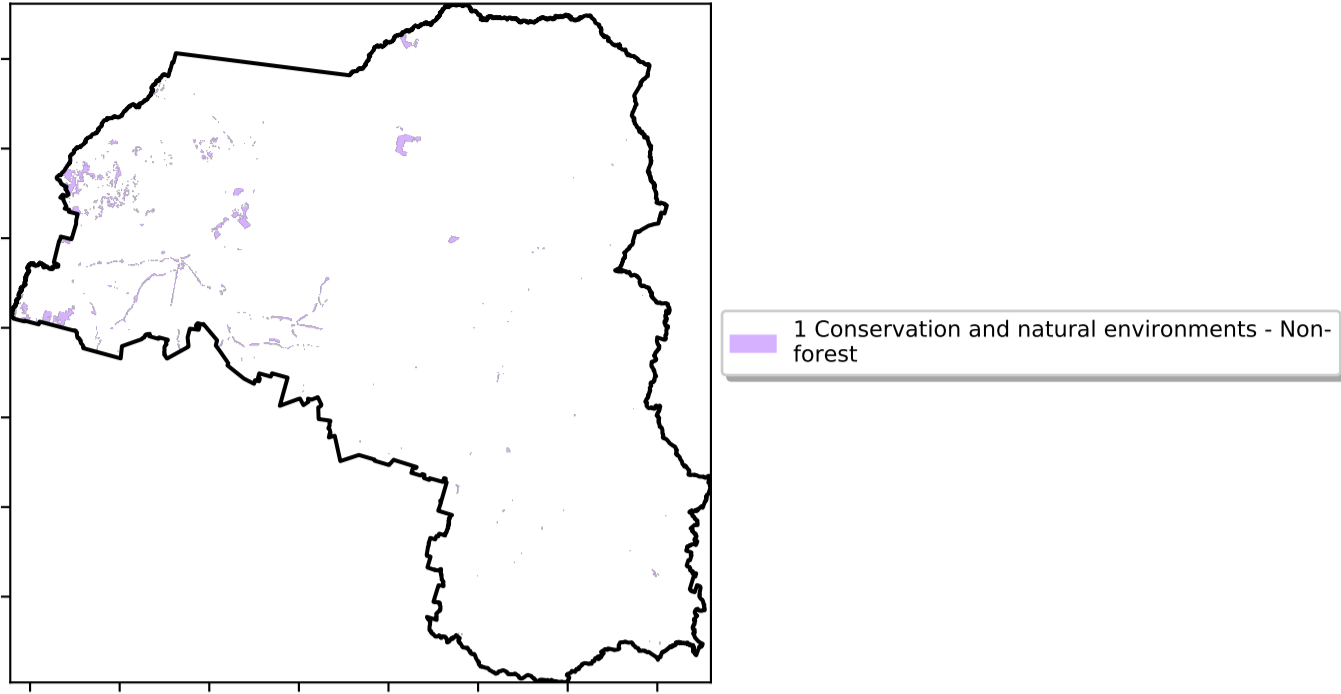 1 Conservation and natural environments - Non-
forest